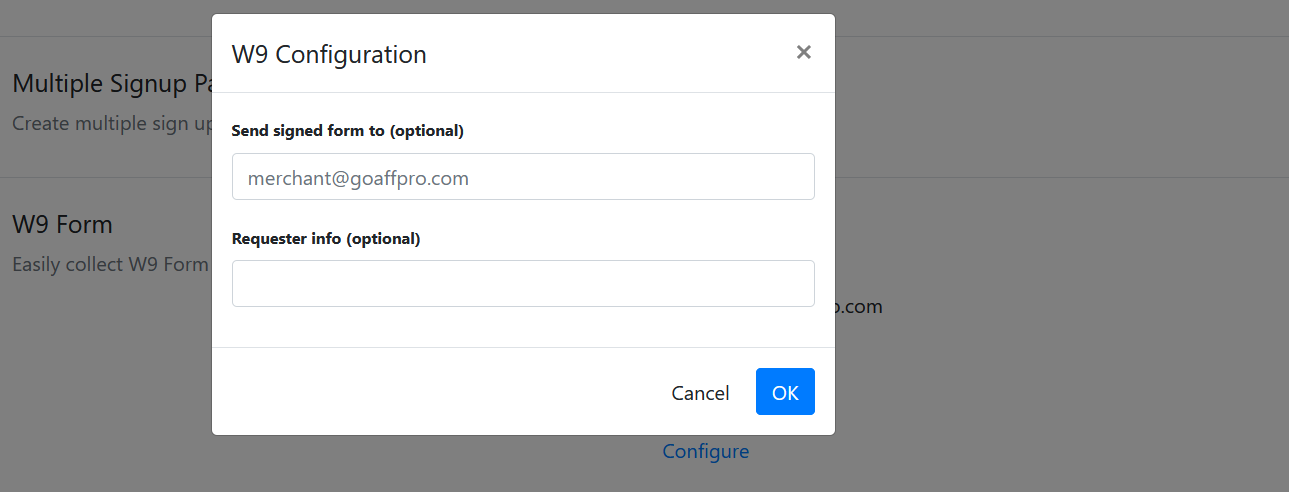 W9 Configuration
×
Multiple Signup
Create multiple sign up
Send signed form to (optional)
merchant@goaffpro.com
W9 Form
Requester info (optional)
Easily collect W9 Form
.com
Cancel
OK
Configure